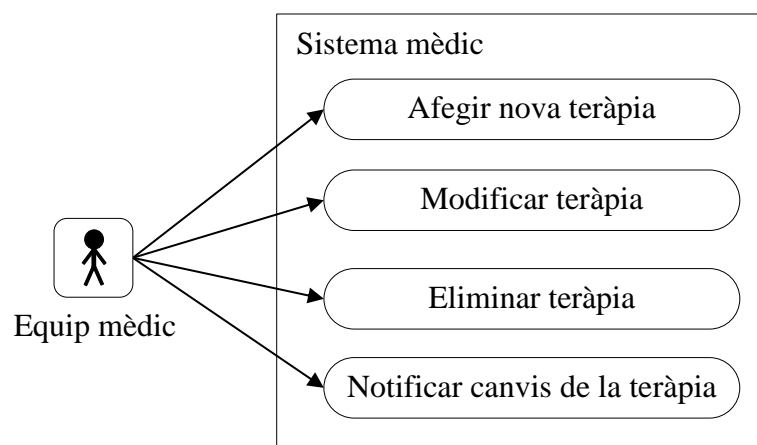 Sistema mèdic
Afegir nova teràpia
Modificar teràpia
Eliminar teràpia
Equip mèdic
Notificar canvis de la teràpia